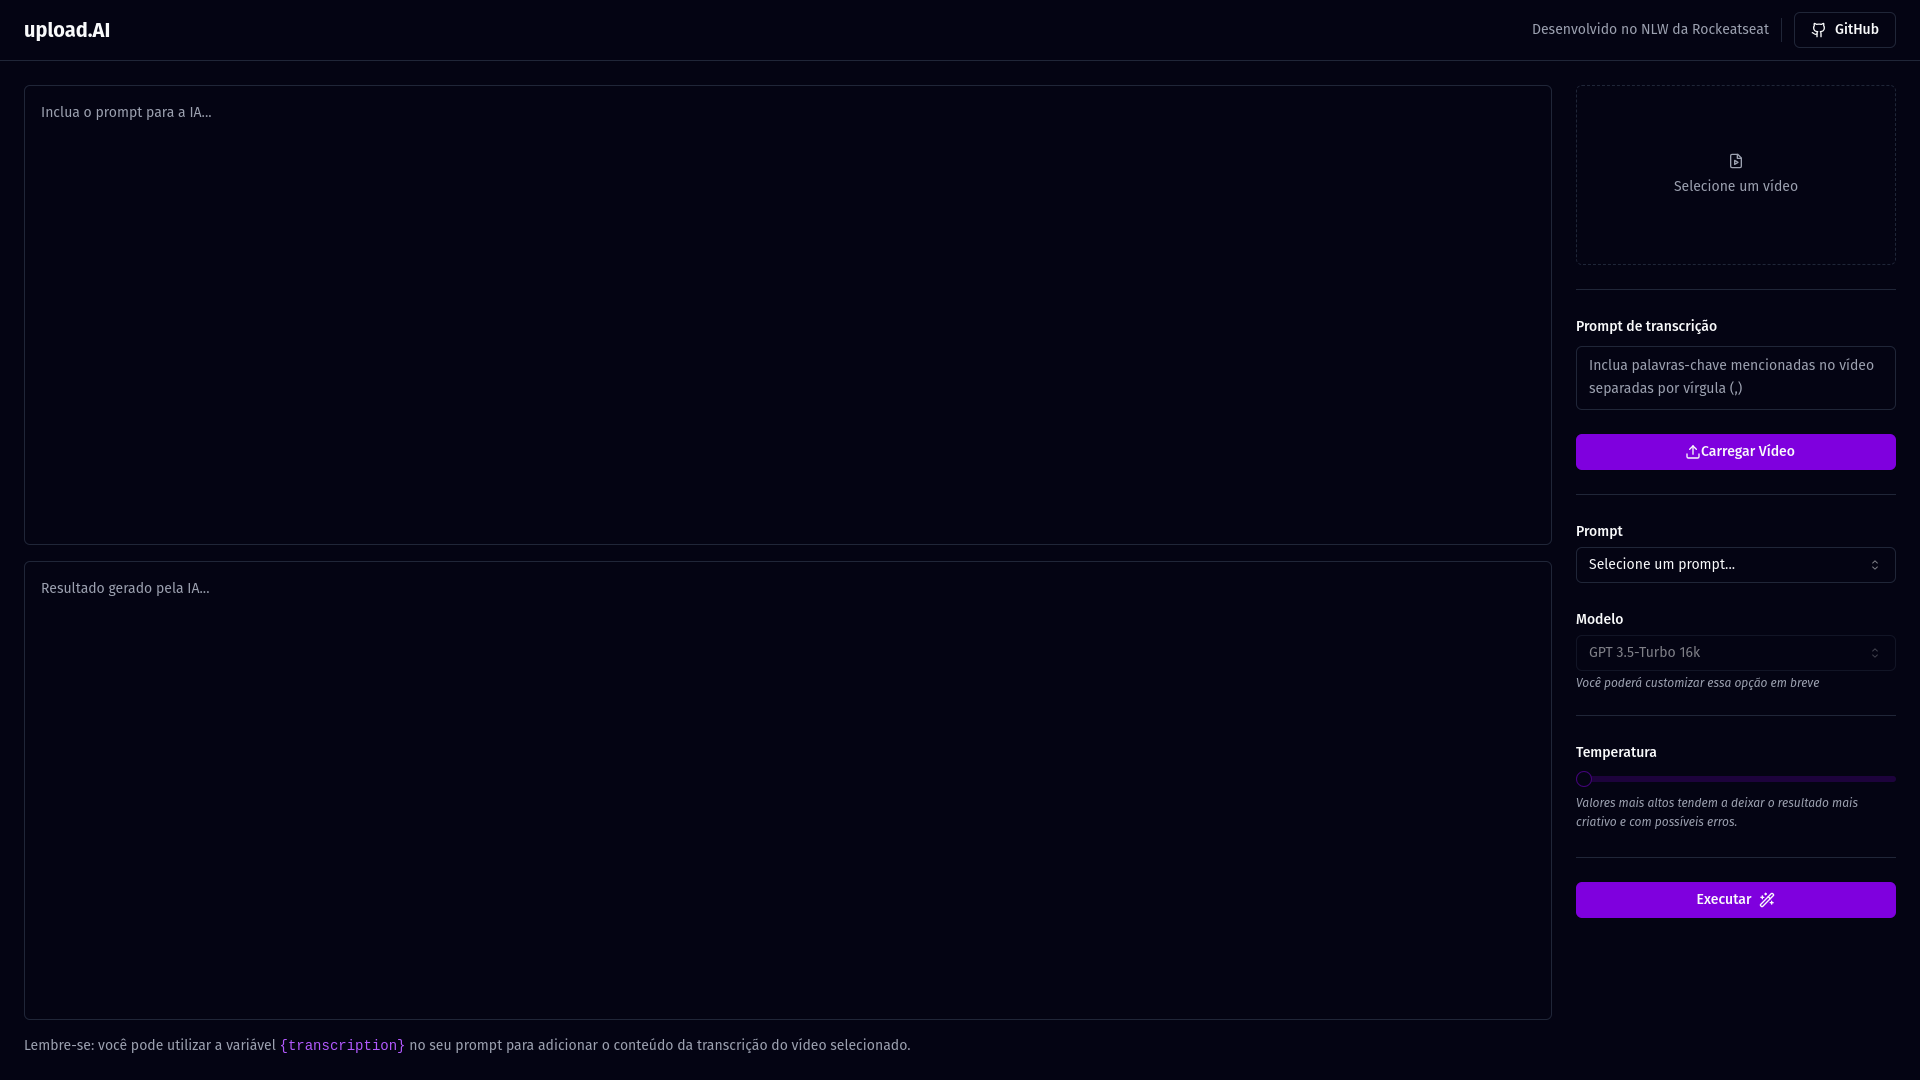 upload.AI
Desenvolvido no NLW da Rockeatseat
GitHub
Inclua o prompt para a IA...
Resultado gerado pela IA...
Lembre-se: você pode utilizar a variável {transcription} no seu prompt para adicionar o conteúdo da transcrição do vídeo selecionado.
Selecione um vídeo
Prompt de transcrição
Inclua palavras-chave mencionadas no vídeo
separadas por vírgula (,)
Carregar Vídeo
Prompt
Selecione um prompt...
Modelo
GPT 3.5-Turbo 16k
Você poderá customizar essa opção em breve
Temperatura
Valores mais altos tendem a deixar o resultado mais
criativo e com possíveis erros.
Executar